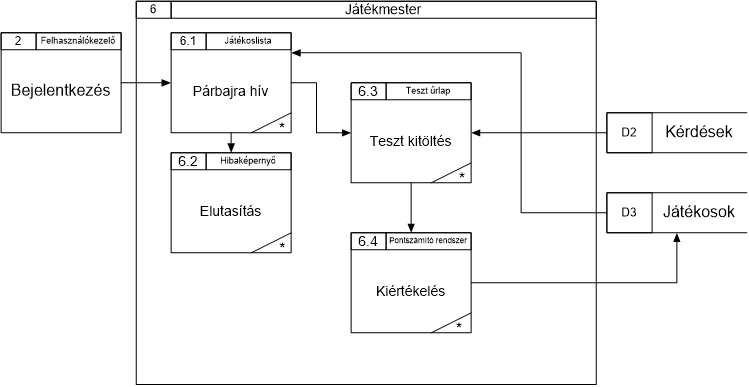 6 Játékmester
2 Felhasználókezelő
Bejelentkezés
6.1 Játékoslista
Párbajra hív
*
6.2 Hibaképernyő
Elutasítás
*
6.3 Teszt űrlap
Teszt kitöltés
*
6.4 Pontszámító rendszer
Kiértékelés
*
D2 Kérdések
D3 Játékosok